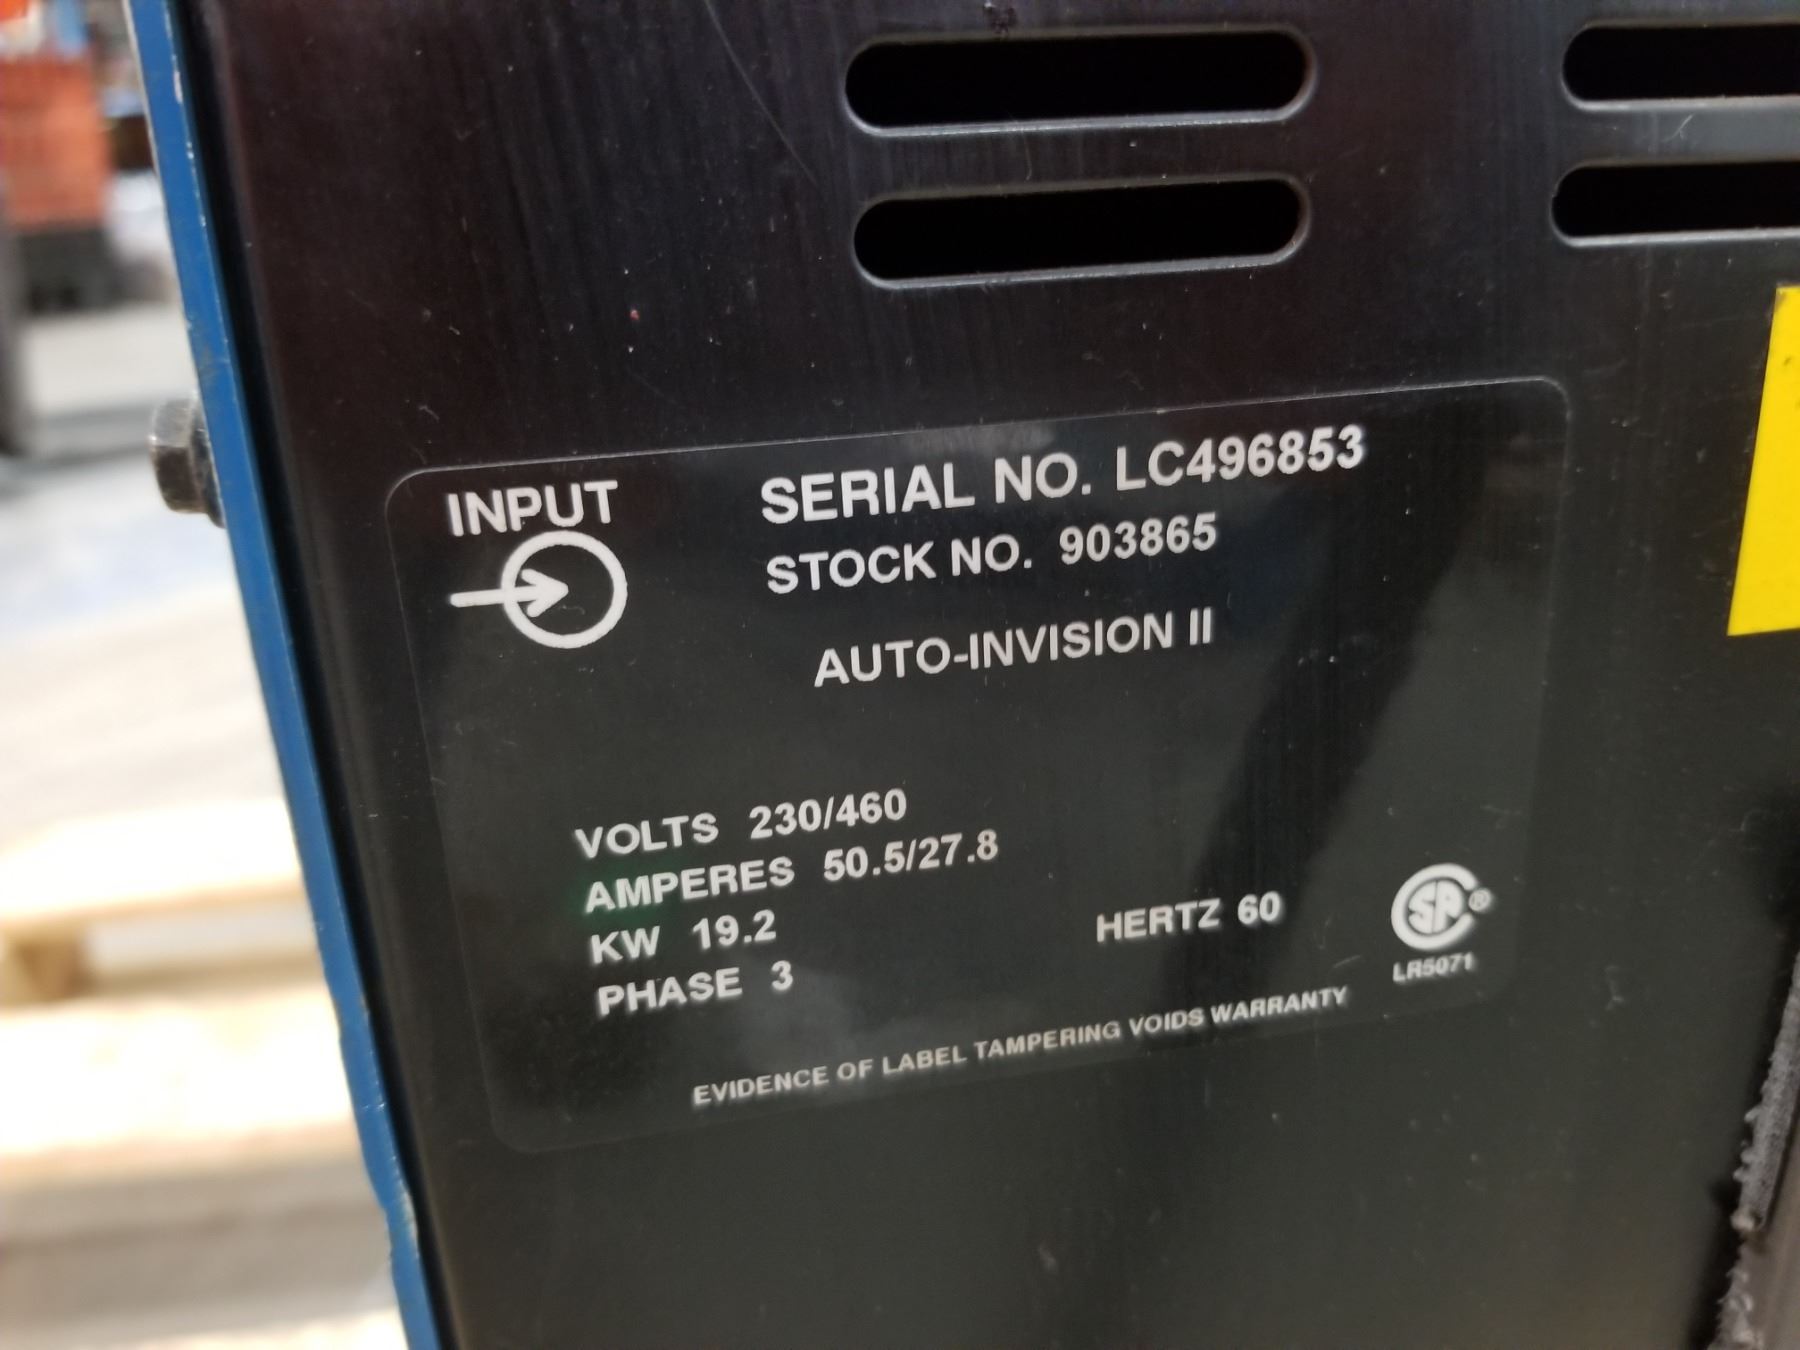 INPUT
SERIAL NO. LC496853
STOCK NO. 903865
AUTO-INVISION II
VOLTS 230/460
AMPERES 50.5/27.8
KW 19.2
HERTZ 60
PHASE 3
SA®
LR5071
EVIDENCE OF LABEL TAMPERING VOIDS WARRANTY